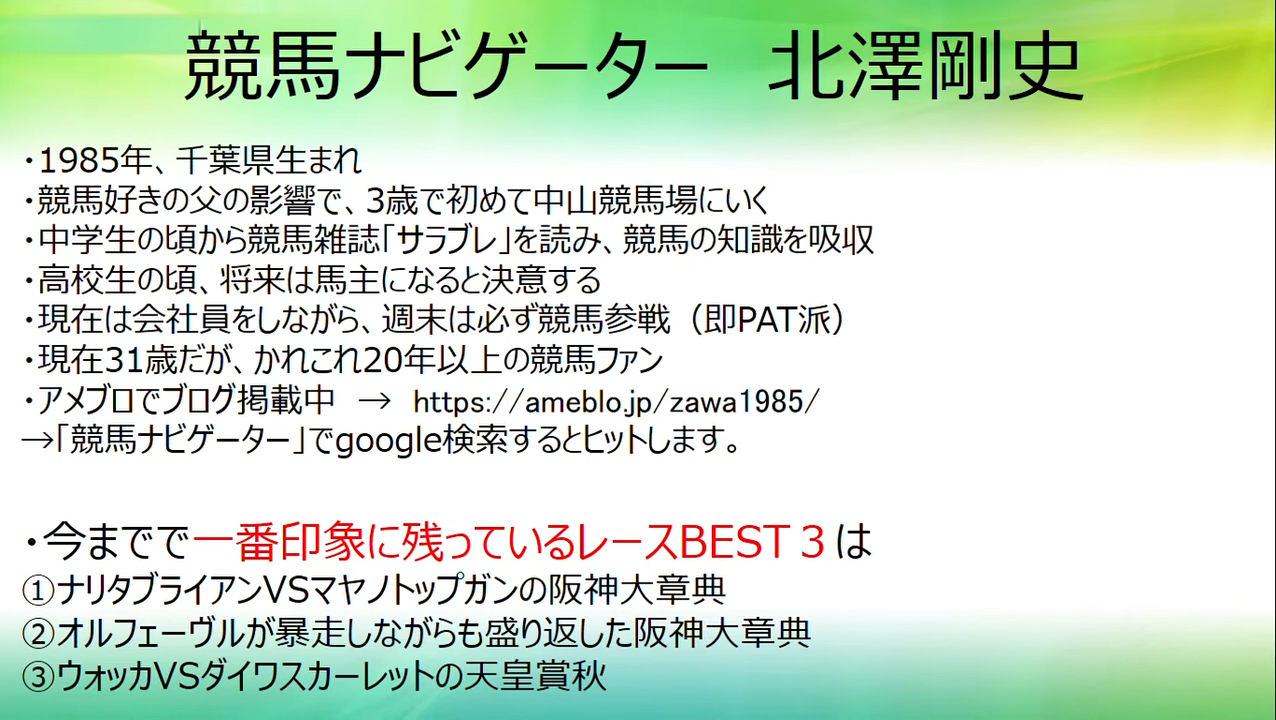 競馬ナビゲーター　北澤剛史
・1985年、千葉県生まれ
・競馬好きの父の影響で、3歳で初めて中山競馬場にいく
・中学生の頃から競馬雑誌「サラブレ」を読み、競馬の知識を吸収
・高校生の頃、将来は馬主になると決意する
・現在は会社員をしながら、週末は必ず競馬参戦（即PAT派）
・現在31歳だが、かれこれ20年以上の競馬ファン
・アメブロでブログ掲載中　→　https://ameblo.jp/zawa1985/
→「競馬ナビゲーター」でgoogle検索するとヒットします。
・今までで一番印象に残っているレースBEST３は
①ナリタブライアンVSマヤノトップガンの阪神大章典
②オルフェーヴルが暴走しながらも盛り返した阪神大章典
③ウォッカVSダイワスカーレットの天皇賞秋